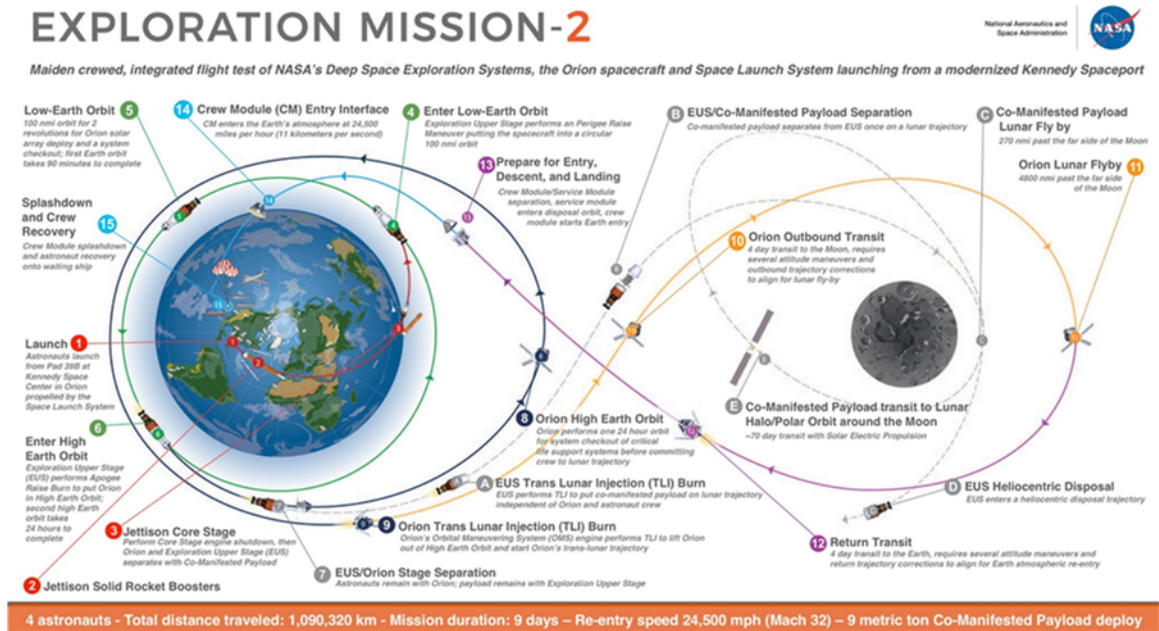 EXPLORATION MISSION-2
National Aeronautics and
Space Administration
NASA
Maiden crewed, integrated flight test of NASA's Deep Space Exploration Systems, the Orion spacecraft and Space Launch System launching from a modernized Kennedy Spaceport
Low-Earth Orbit 5
100 nmi orbit for 2
revolutions for Orion solar
array deploy and a system
checkout; first Earth orbit
takes 90 minutes to complete
14 Crew Module (CM) Entry Interface
CM enters the Earth's atmosphere at 24,500
miles per hour (11 kilometers per second)
4 Enter Low-Earth Orbit
Exploration Upper Stage performs an Perigee Raise
Maneuver putting the spacecraft into a circular
100 nmi orbit
B EUS/Co-Manifested Payload Separation
Co-manifested payload separates from EUS once on a lunar trajectory
C Co-Manifested Payload
Lunar Fly by
270 nmi past the far side of the Moon
Orion Lunar Flyby 11
4800 nmi past the far side
of the Moon
13 Prepare for Entry,
Descent, and Landing
Crew Module/Service Module
separation, service module
enters disposal orbit, crew
module starts Earth entry
Splashdown
and Crew
Recovery
15
Crew Module splashdown
and astronaut recovery
onto waiting ship
10 Orion Outbound Transit
4 day transit to the Moon, requires
several attitude maneuvers and
outbound trajectory corrections
to align for lunar fly-by
Launch 1
Astronauts launch
from Pad 39B at
Kennedy Space
Center in Orion
propelled by the
Space Launch System
6
Enter High
Earth Orbit
Exploration Upper Stage
(EUS) performs Apogee
Raise Burn to put Orion
in High Earth Orbit;
second high Earth
orbit takes
24 hours to
complete
8 Orion High Earth Orbit
Orion performs one 24 hour orbit
for system checkout of critical
life support systems before committing
crew to lunar trajectory
E Co-Manifested Payload transit to Lunar
Halo/Polar Orbit around the Moon
~70 day transit with Solar Electric Propulsion
A EUS Trans Lunar Injection (TLI) Burn
EUS performs TLI to put co-manifested payload on lunar trajectory
independent of Orion and astronaut crew
D EUS Heliocentric Disposal
EUS enters a heliocentric disposal trajectory
3 Jettison Core Stage
Perform Core Stage engine shutdown, then
Orion and Exploration Upper Stage (EUS)
separates with Co-Manifested Payload
9 Orion Trans Lunar Injection (TLI) Burn
Orion's Orbital Maneuvering System (OMS) engine performs TLI to lift Orion
out of High Earth Orbit and start Orion's trans-lunar trajectory
12 Return Transit
4 day transit to the Earth, requires several attitude maneuvers and
return trajectory corrections to align for Earth atmospheric re-entry
7 EUS/Orion Stage Separation
Astronauts remain with Orion; payload remains with Exploration Upper Stage
2 Jettison Solid Rocket Boosters
4 astronauts - Total distance traveled: 1,090,320 km - Mission duration: 9 days – Re-entry speed 24,500 mph (Mach 32) – 9 metric ton Co-Manifested Payload deploy